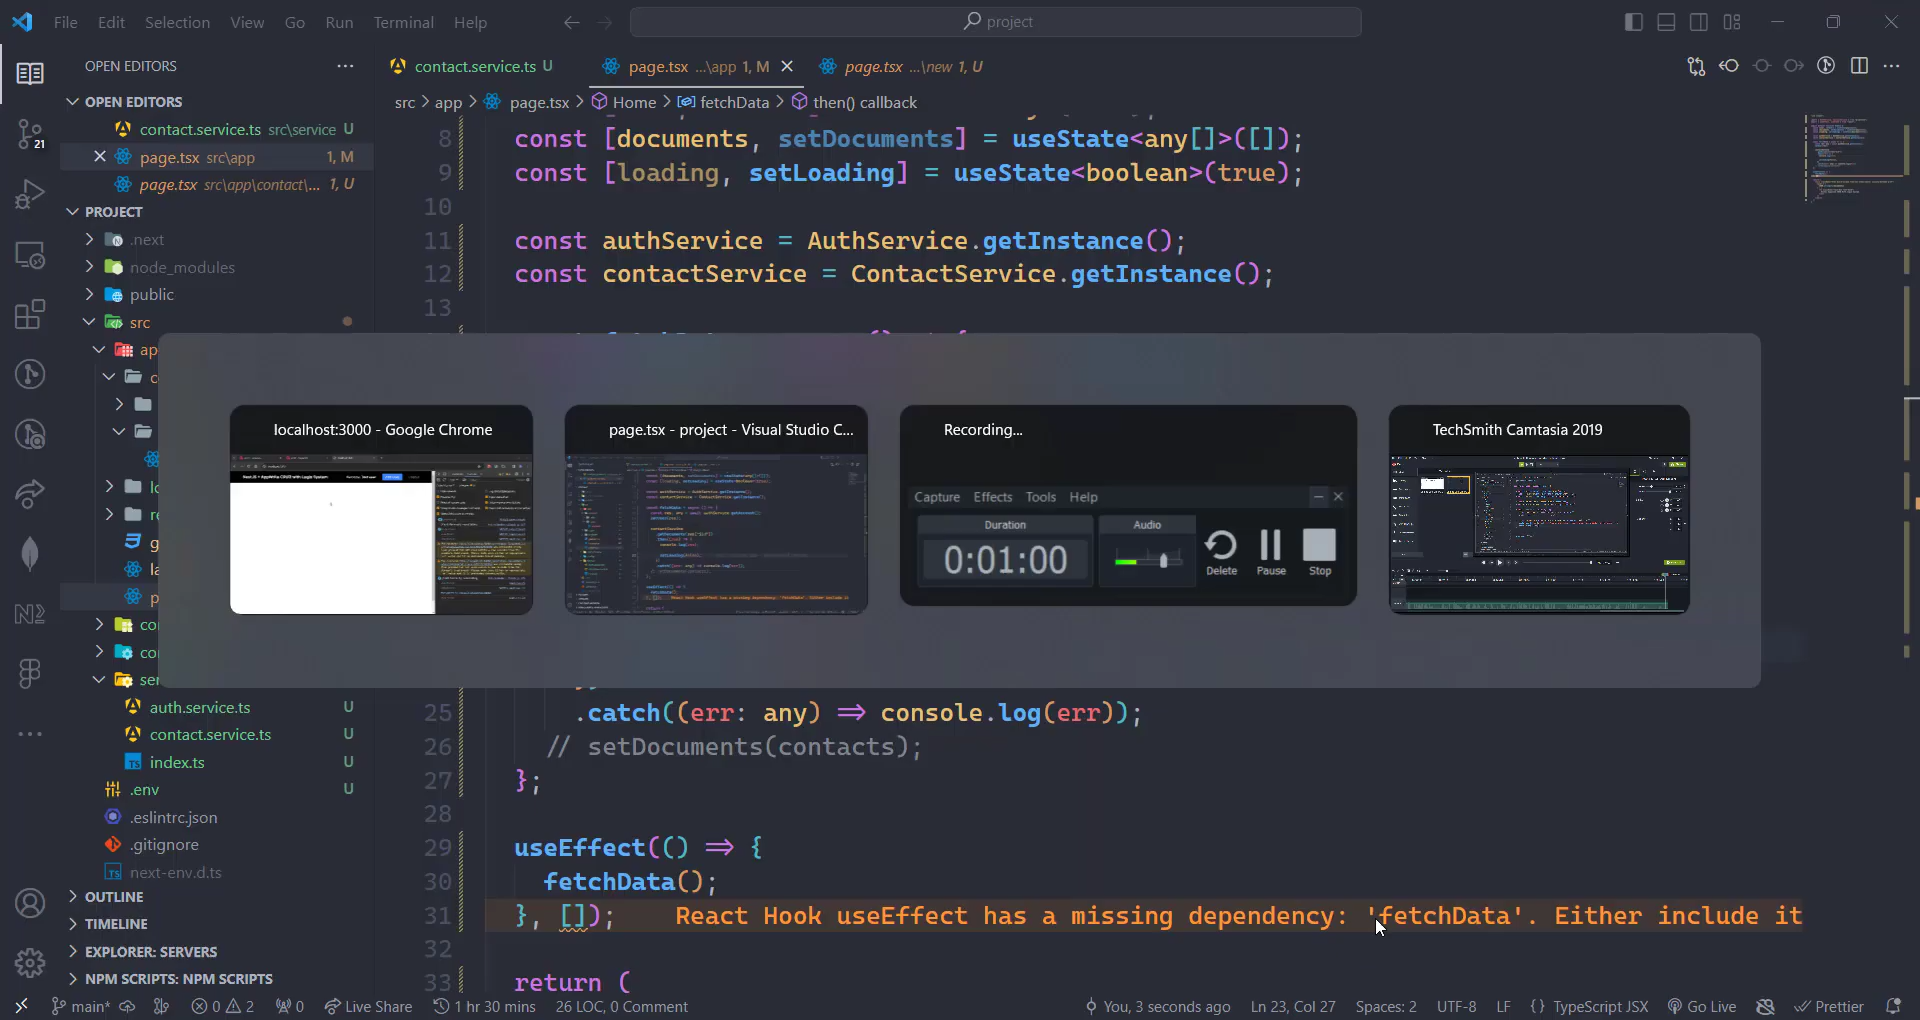 File Edit Selection View Go Run Terminal Help
project
OPEN EDITORS
contact.service.ts U
page.tsx ...\app 1, M
page.tsx ...\new 1, U
src > app > page.tsx > Home > fetchData > then() callback
OPEN EDITORS
contact.service.ts src\service U
page.tsx src\app 1, M
page.tsx src\app\contact\... 1, U
PROJECT
.next
node_modules
public
src
ap
c
lo
re
g
la
p
co
co
ser
auth.service.ts U
contact.service.ts U
index.ts U
.env U
.eslintrc.json
.gitignore
next-env.d.ts
OUTLINE
TIMELINE
EXPLORER: SERVERS
NPM SCRIPTS: NPM SCRIPTS
21
8 const [documents, setDocuments] = useState<any[]>([]);
9 const [loading, setLoading] = useState<boolean>(true);
10
11 const authService = AuthService.getInstance();
12 const contactService = ContactService.getInstance();
13
localhost:3000 - Google Chrome
page.tsx - project - Visual Studio C...
Recording...
Capture Effects Tools Help
Duration
0:01:00
Audio
Delete
Pause
Stop
TechSmith Camtasia 2019
25 .catch((err: any) => console.log(err));
26 // setDocuments(contacts);
27 };
28
29 useEffect(() => {
30 fetchData();
31 }, []); React Hook useEffect has a missing dependency: 'fetchData'. Either include it
32
33 return (
main* 0 2 0 Live Share 1 hr 30 mins 26 LOC, 0 Comment
You, 3 seconds ago Ln 23, Col 27 Spaces: 2 UTF-8 LF {} TypeScript JSX Go Live Prettier